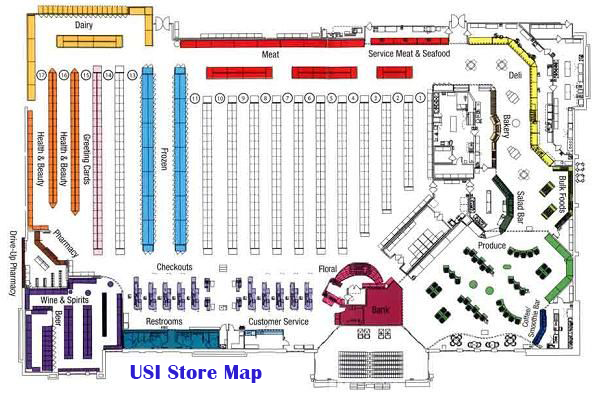 Dairy
Meat
Service Meat & Seafood
Deli
17
16
15
14
13
11
10
9
8
7
6
5
4
3
2
1
Health & Beauty
Health & Beauty
Greeting Cards
Frozen
Bakery
Salad Bar
Bulk Foods
Pharmacy
Drive-Up Pharmacy
Produce
Checkouts
Floral
Wine & Spirits
Beer
Bank
Coffee/
Smoothie Bar
Restrooms
Customer Service
USI Store Map